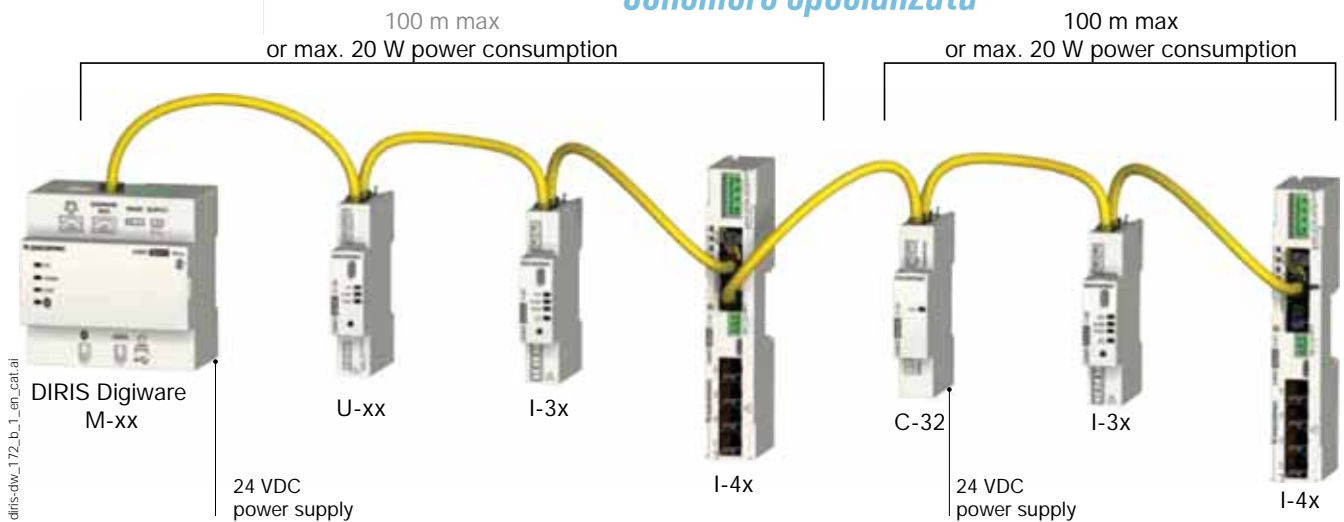 100 m max
or max. 20 W power consumption
100 m max
or max. 20 W power consumption
DIRIS Digiware
M-xx
U-xx
I-3x
I-4x
C-32
I-3x
I-4x
24 VDC
power supply
24 VDC
power supply
diris-dw_172_b_1_en_cat.ai